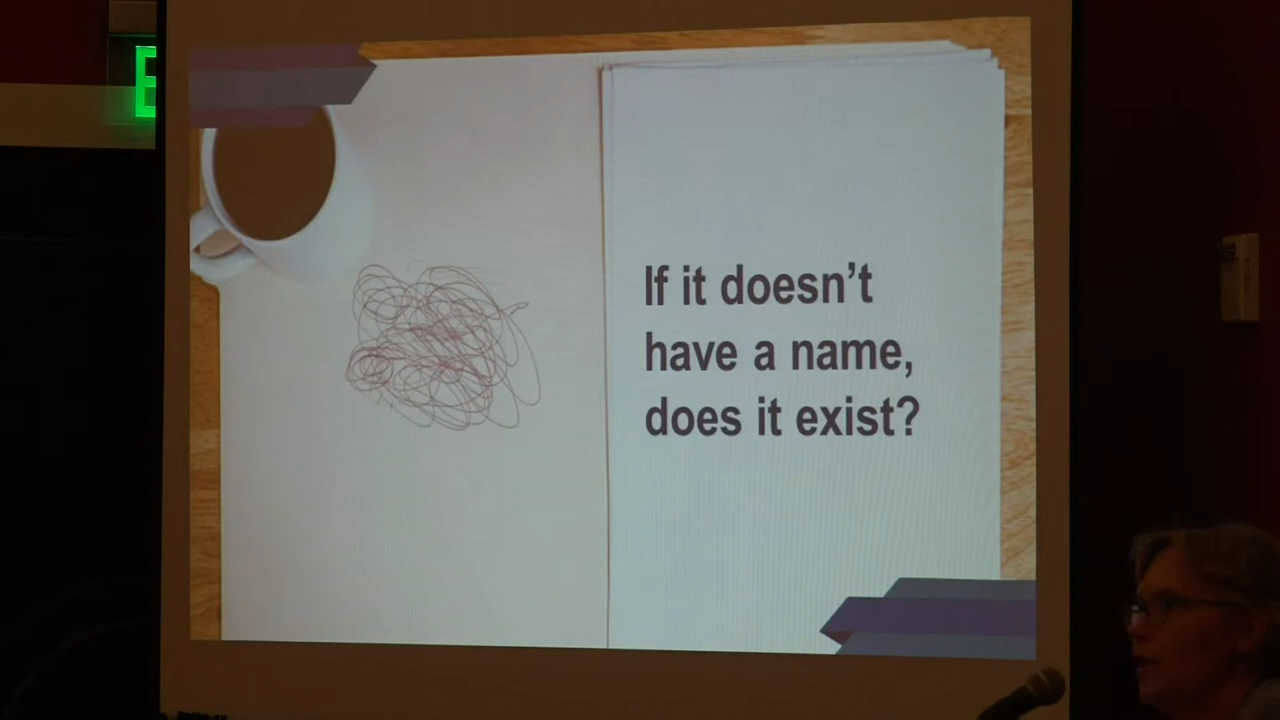 E
If it doesn't
have a name,
does it exist?